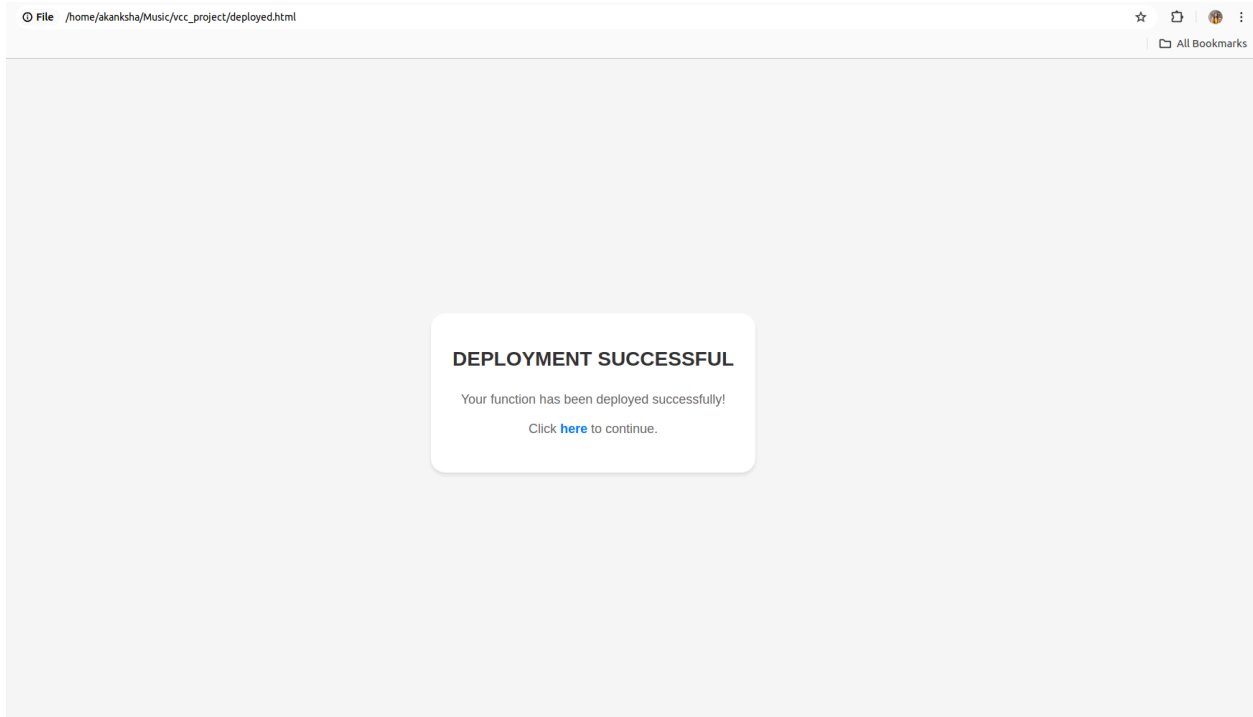 File /home/akanksha/Music/vcc_project/deployed.html
All Bookmarks
DEPLOYMENT SUCCESSFUL
Your function has been deployed successfully!
Click here to continue.